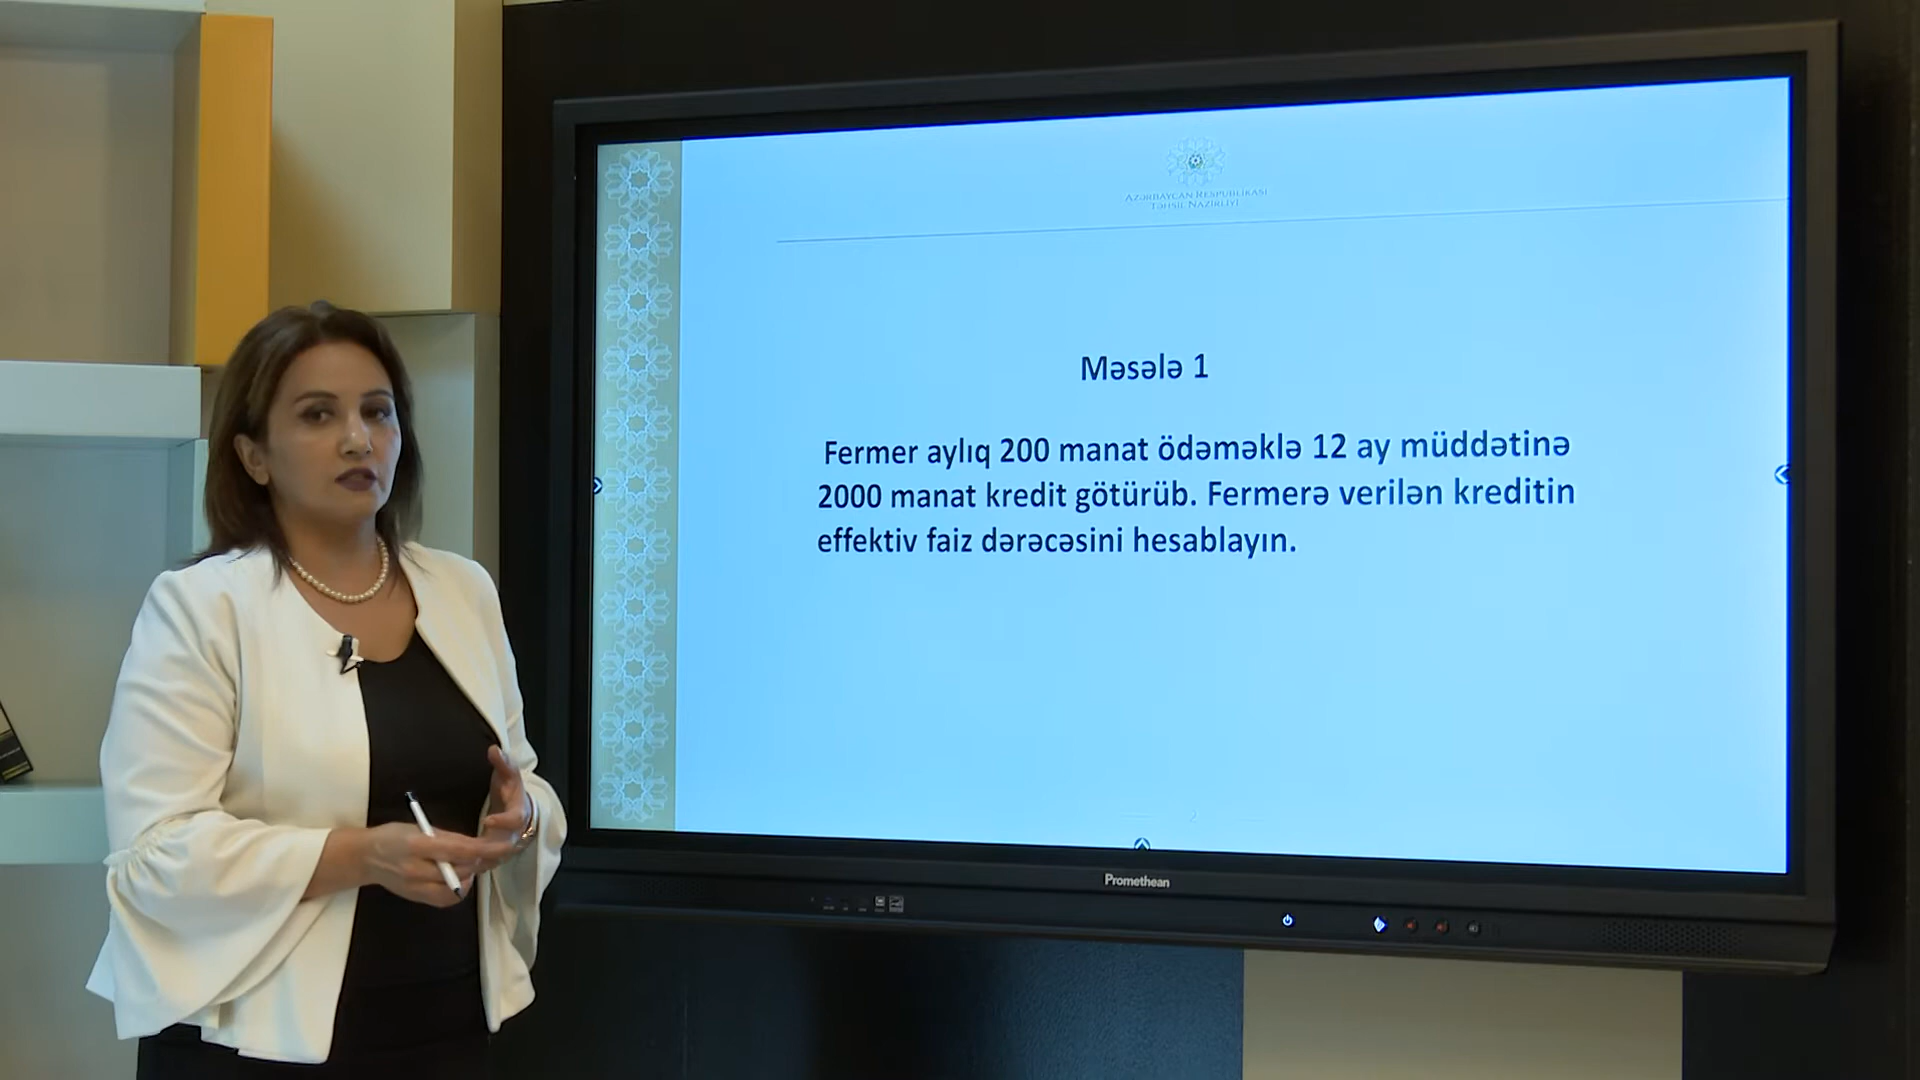 AZƏRBAYCAN RESPUBLİKASI
TƏHSİL NAZİRLİYİ
Məsələ 1
Fermer aylıq 200 manat ödəməklə 12 ay müddətinə
2000 manat kredit götürüb. Fermerə verilən kreditin
effektiv faiz dərəcəsini hesablayın.
2
Promethean